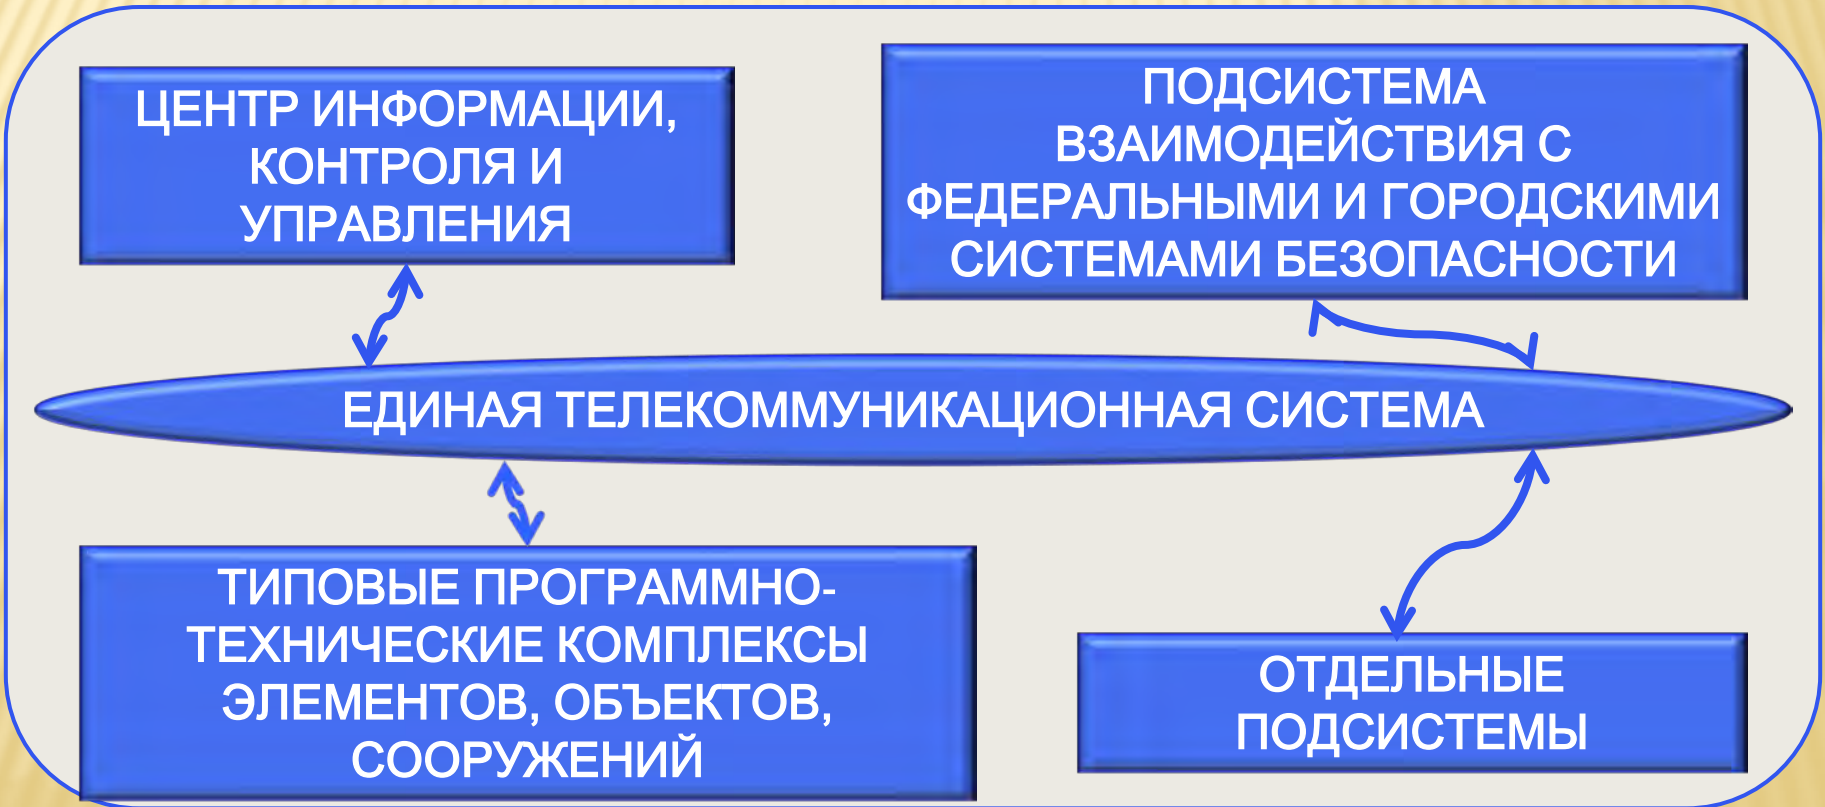 ЦЕНТР ИНФОРМАЦИИ,
КОНТРОЛЯ И
УПРАВЛЕНИЯ
ПОДСИСТЕМА
ВЗАИМОДЕЙСТВИЯ С
ФЕДЕРАЛЬНЫМИ И ГОРОДСКИМИ
СИСТЕМАМИ БЕЗОПАСНОСТИ
ЕДИНАЯ ТЕЛЕКОММУНИКАЦИОННАЯ СИСТЕМА
ТИПОВЫЕ ПРОГРАММНО-
ТЕХНИЧЕСКИЕ КОМПЛЕКСЫ
ЭЛЕМЕНТОВ, ОБЪЕКТОВ,
СООРУЖЕНИЙ
ОТДЕЛЬНЫЕ
ПОДСИСТЕМЫ